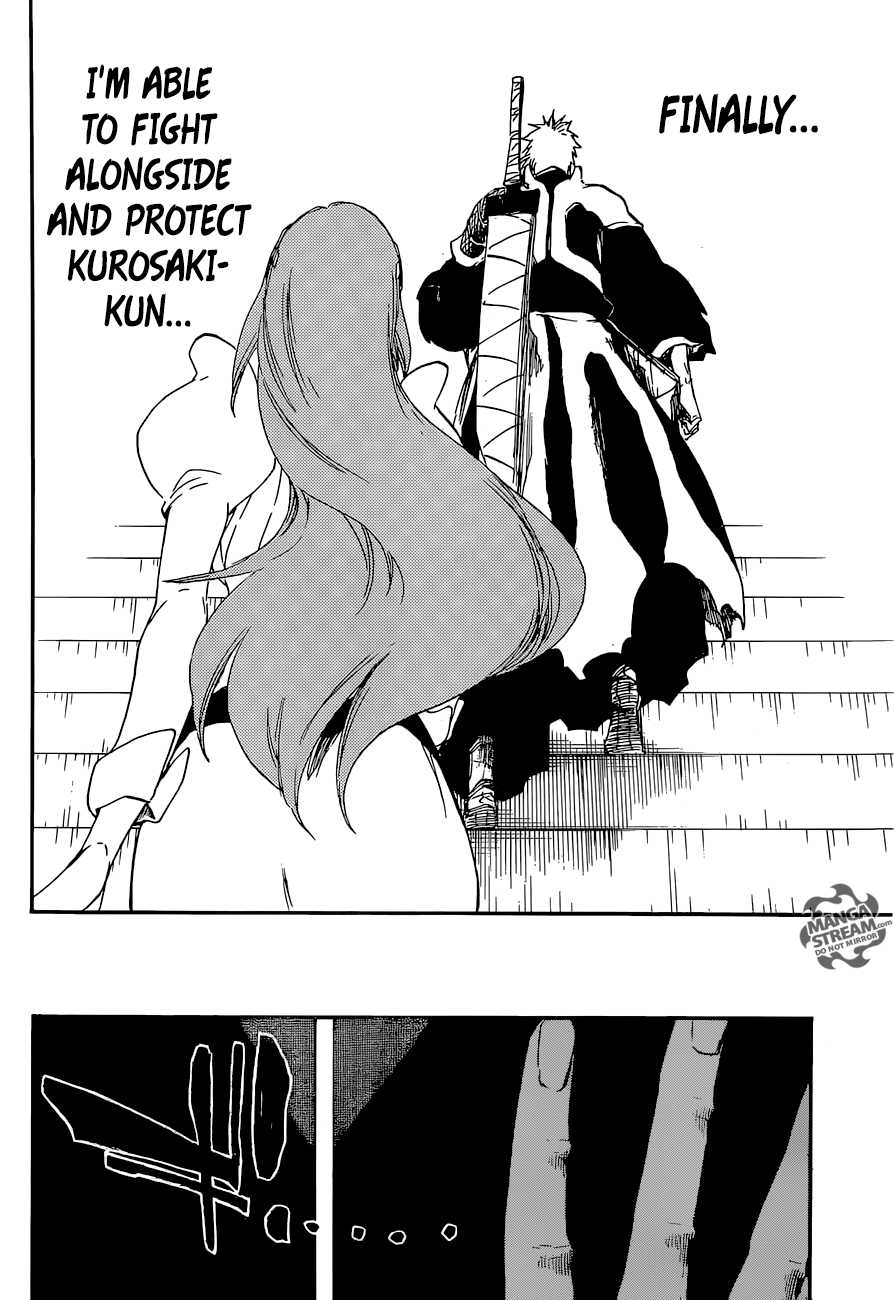 I'M ABLE
TO FIGHT
ALONGSIDE
AND PROTECT
KUROSAKI-
KUN...
FINALLY...
MANGA
STREAM.com
DO NOT MIRROR